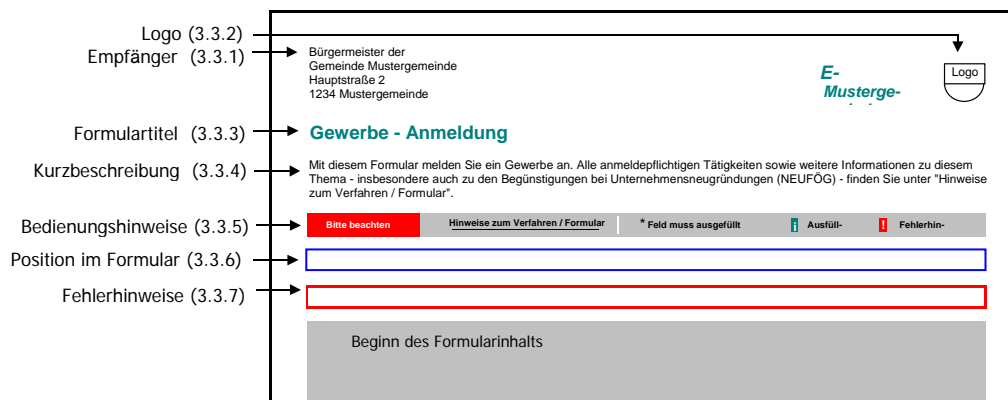 Logo (3.3.2)
Empfänger (3.3.1)
Formulartitel (3.3.3)
Kurzbeschreibung (3.3.4)
Bedienungshinweise (3.3.5)
Position im Formular (3.3.6)
Fehlerhinweise (3.3.7)
Bürgermeister der
Gemeinde Mustergemeinde
Hauptstraße 2
1234 Mustergemeinde
E-
Musterge-
Logo
Gewerbe - Anmeldung
Mit diesem Formular melden Sie ein Gewerbe an. Alle anmeldepflichtigen Tätigkeiten sowie weitere Informationen zu diesem
Thema - insbesondere auch zu den Begünstigungen bei Unternehmensneugründungen (NEUFÖG) - finden Sie unter "Hinweise
zum Verfahren / Formular".
Bitte beachten Hinweise zum Verfahren / Formular * Feld muss ausgefüllt i Ausfüll- ! Fehlerhin-
Beginn des Formularinhalts